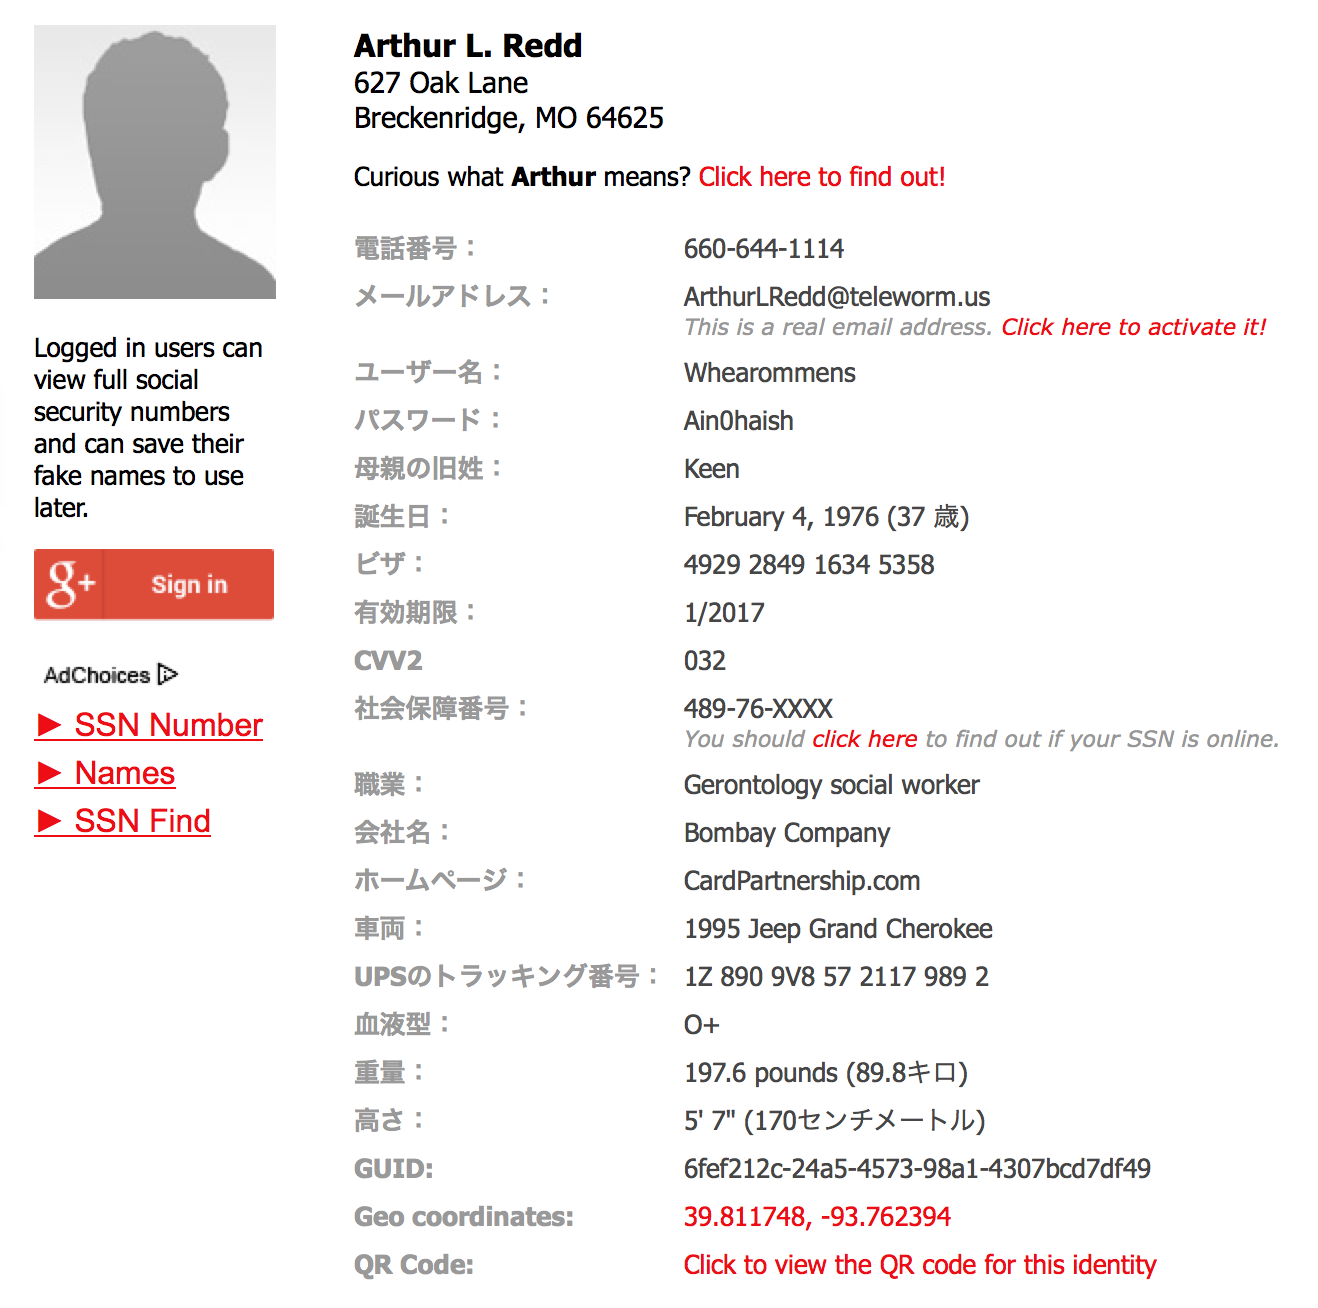 Arthur L. Redd
627 Oak Lane
Breckenridge, MO 64625
Curious what Arthur means? Click here to find out!
Logged in users can
view full social
security numbers
and can save their
fake names to use
later.
g+ Sign in
AdChoices
► SSN Number
► Names
► SSN Find
電話番号： 660-644-1114
メールアドレス： ArthurLRedd@teleworm.us
This is a real email address. Click here to activate it!
ユーザー名： Whearommens
パスワード： Ain0haish
母親の旧姓： Keen
誕生日： February 4, 1976 (37 歳)
ビザ： 4929 2849 1634 5358
有効期限： 1/2017
CVV2 032
社会保障番号： 489-76-XXXX
You should click here to find out if your SSN is online.
職業： Gerontology social worker
会社名： Bombay Company
ホームページ： CardPartnership.com
車両： 1995 Jeep Grand Cherokee
UPSのトラッキング番号： 1Z 890 9V8 57 2117 989 2
血液型： O+
重量： 197.6 pounds (89.8キロ)
高さ： 5' 7" (170センチメートル)
GUID: 6fef212c-24a5-4573-98a1-4307bcd7df49
Geo coordinates: 39.811748, -93.762394
QR Code: Click to view the QR code for this identity